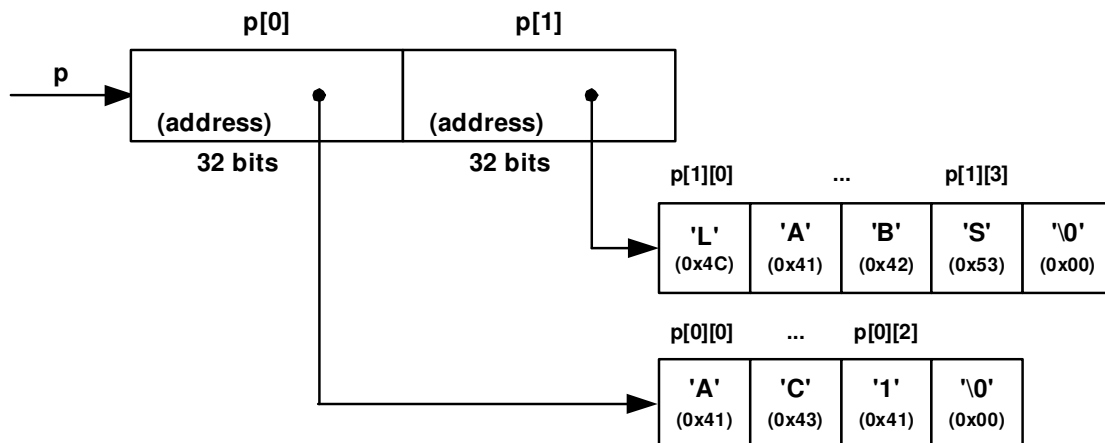 p[0] p[1]
p
(address) (address)
32 bits 32 bits
p[1][0] ... p[1][3]
'L' 'A' 'B' 'S' '\0'
(0x4C) (0x41) (0x42) (0x53) (0x00)
p[0][0] ... p[0][2]
'A' 'C' '1' '\0'
(0x41) (0x43) (0x41) (0x00)